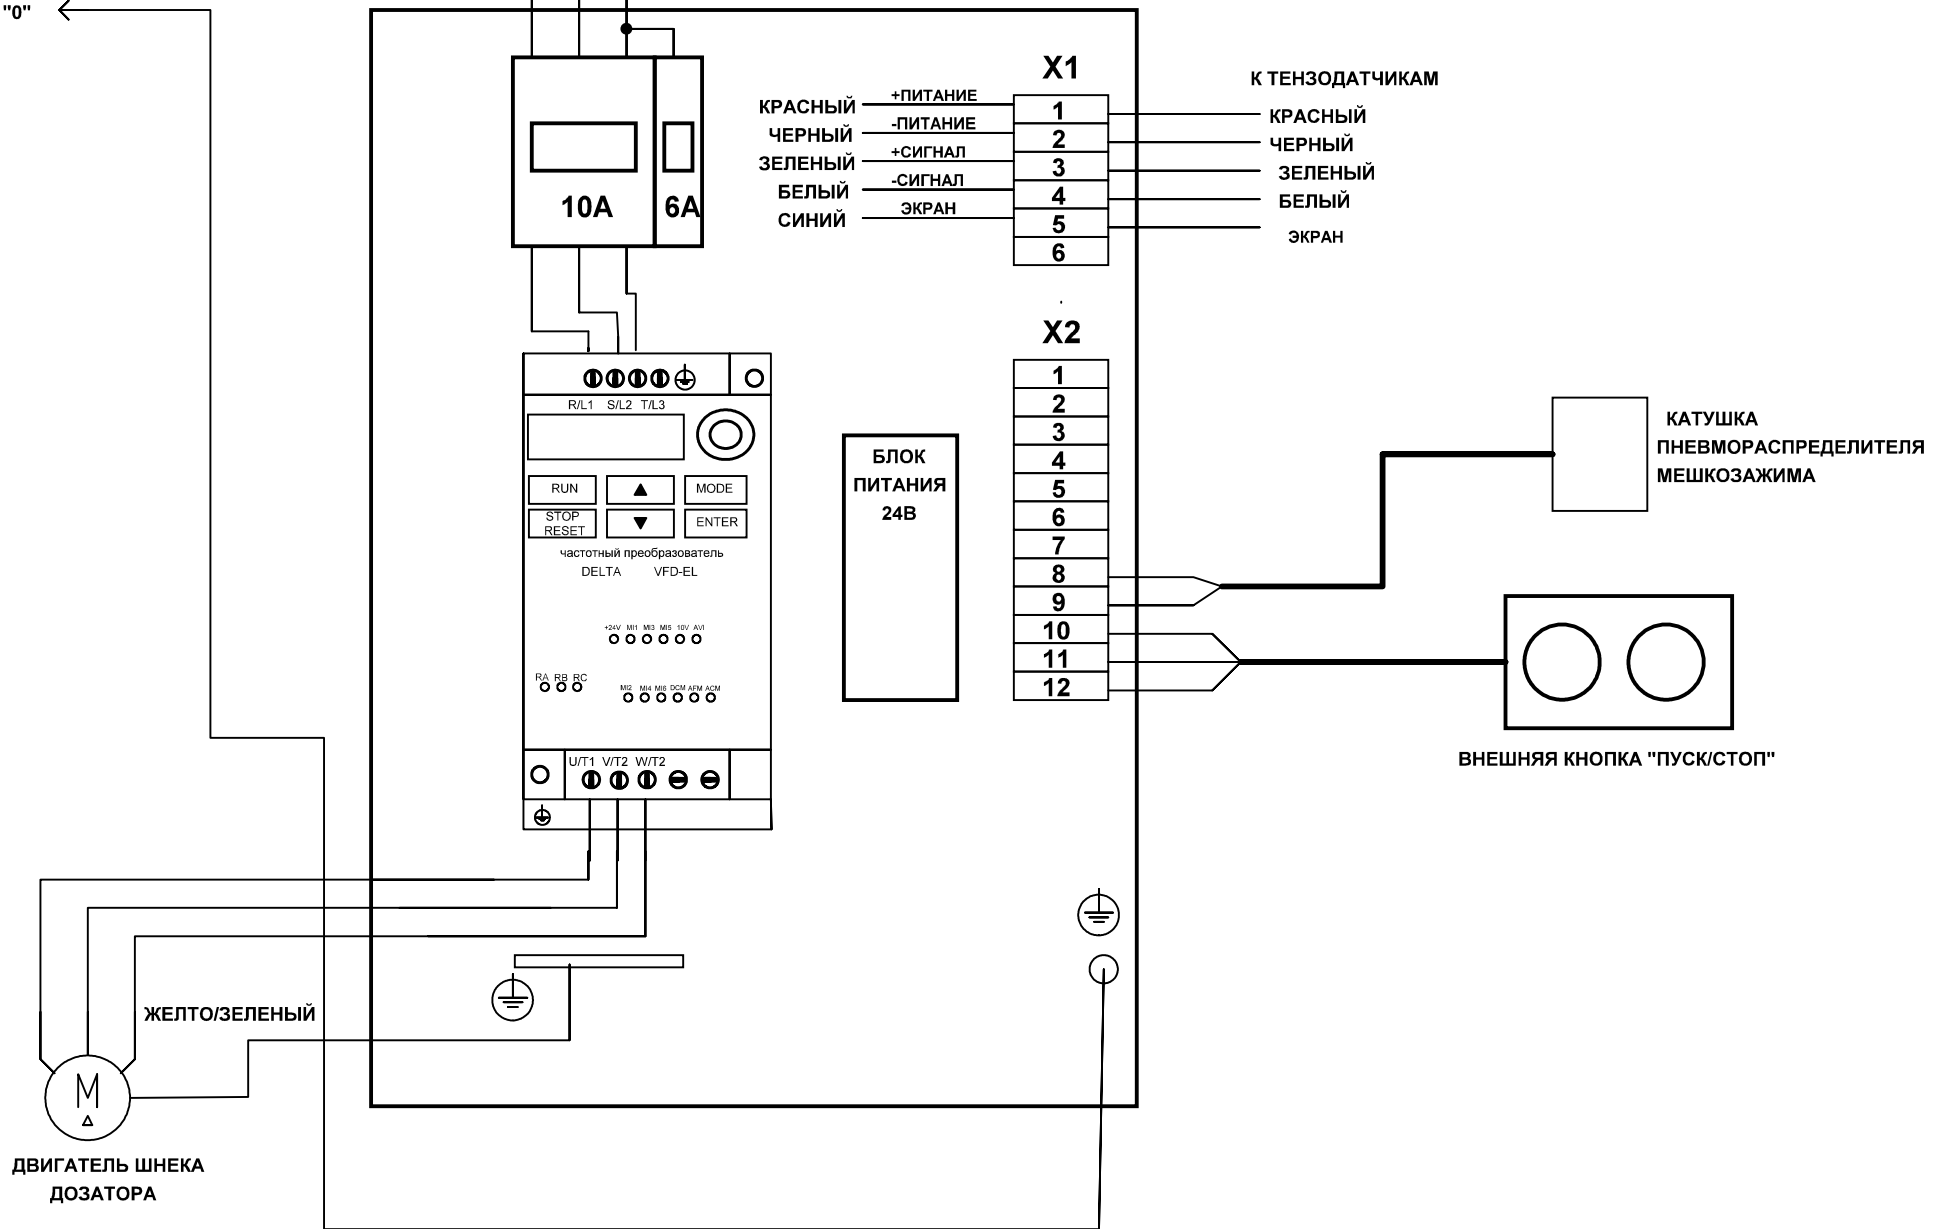 "0"
X1
К ТЕНЗОДАТЧИКАМ
КРАСНЫЙ +ПИТАНИЕ 1 КРАСНЫЙ
ЧЕРНЫЙ -ПИТАНИЕ 2 ЧЕРНЫЙ
ЗЕЛЕНЫЙ +СИГНАЛ 3 ЗЕЛЕНЫЙ
БЕЛЫЙ -СИГНАЛ 4 БЕЛЫЙ
СИНИЙ ЭКРАН 5 ЭКРАН
6
10А 6А
X2
1
2
3
4
5
6
7
8
9
10
11
12
R/L1 S/L2 T/L3
RUN ▲ MODE
STOP
RESET
▼ ENTER
частотный преобразователь
DELTA VFD-EL
+24V MI1 MI3 MI5 10V AVI
RA RB RC
MI2 MI4 MI6 DCM AFM ACM
U/T1 V/T2 W/T2
БЛОК
ПИТАНИЯ
24В
КАТУШКА
ПНЕВМОРАСПРЕДЕЛИТЕЛЯ
МЕШКОЗАЖИМА
ВНЕШНЯЯ КНОПКА "ПУСК/СТОП"
ЖЕЛТО/ЗЕЛЕНЫЙ
M
ДВИГАТЕЛЬ ШНЕКА
ДОЗАТОРА